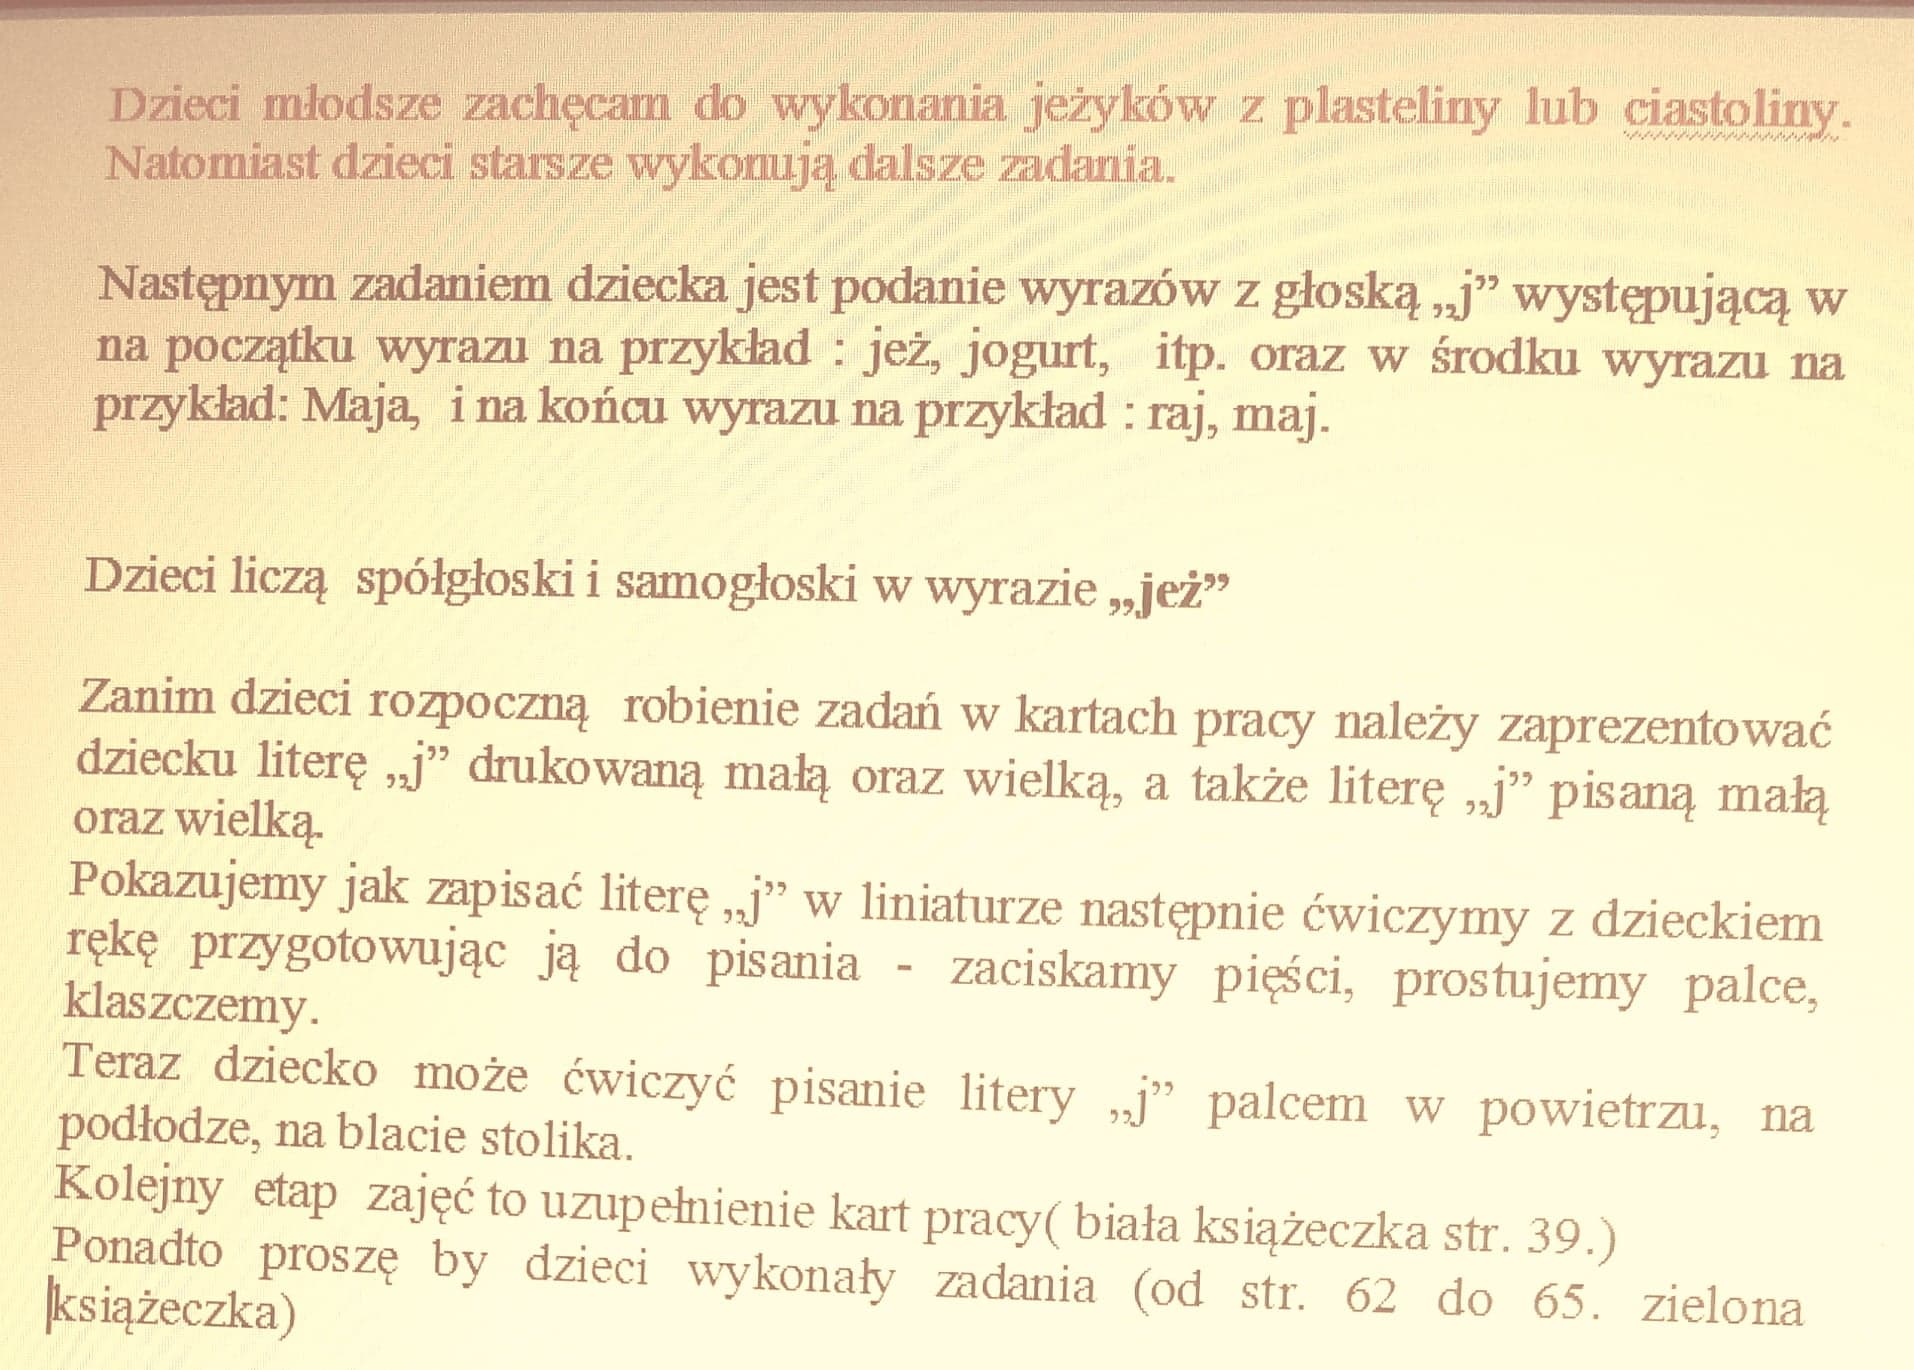 Dzieci młodsze zachęcam do wykonania jeżyków z plasteliny lub ciastoliny.
Natomiast dzieci starsze wykonują dalsze zadania.
Następnym zadaniem dziecka jest podanie wyrazów z głoską „j” występującą w
na początku wyrazu na przykład : jeż, jogurt, itp. oraz w środku wyrazu na
przykład: Maja, i na końcu wyrazu na przykład : raj, maj.
Dzieci liczą spółgłoski i samogłoski w wyrazie „jeż”
Zanim dzieci rozpoczną robienie zadań w kartach pracy należy zaprezentować
dziecku literę „j” drukowaną małą oraz wielką, a także literę „j” pisaną małą
oraz wielką.
Pokazujemy jak zapisać literę „j” w liniaturze następnie ćwiczymy z dzieckiem
rękę przygotowując ją do pisania - zaciskamy pięści, prostujemy palce,
klaszczemy.
Teraz dziecko może ćwiczyć pisanie litery „j” palcem w powietrzu, na
podłodze, na blacie stolika.
Kolejny etap zajęć to uzupełnienie kart pracy( biała książeczka str. 39.)
Ponadto proszę by dzieci wykonały zadania (od str. 62 do 65. zielona
książeczka)